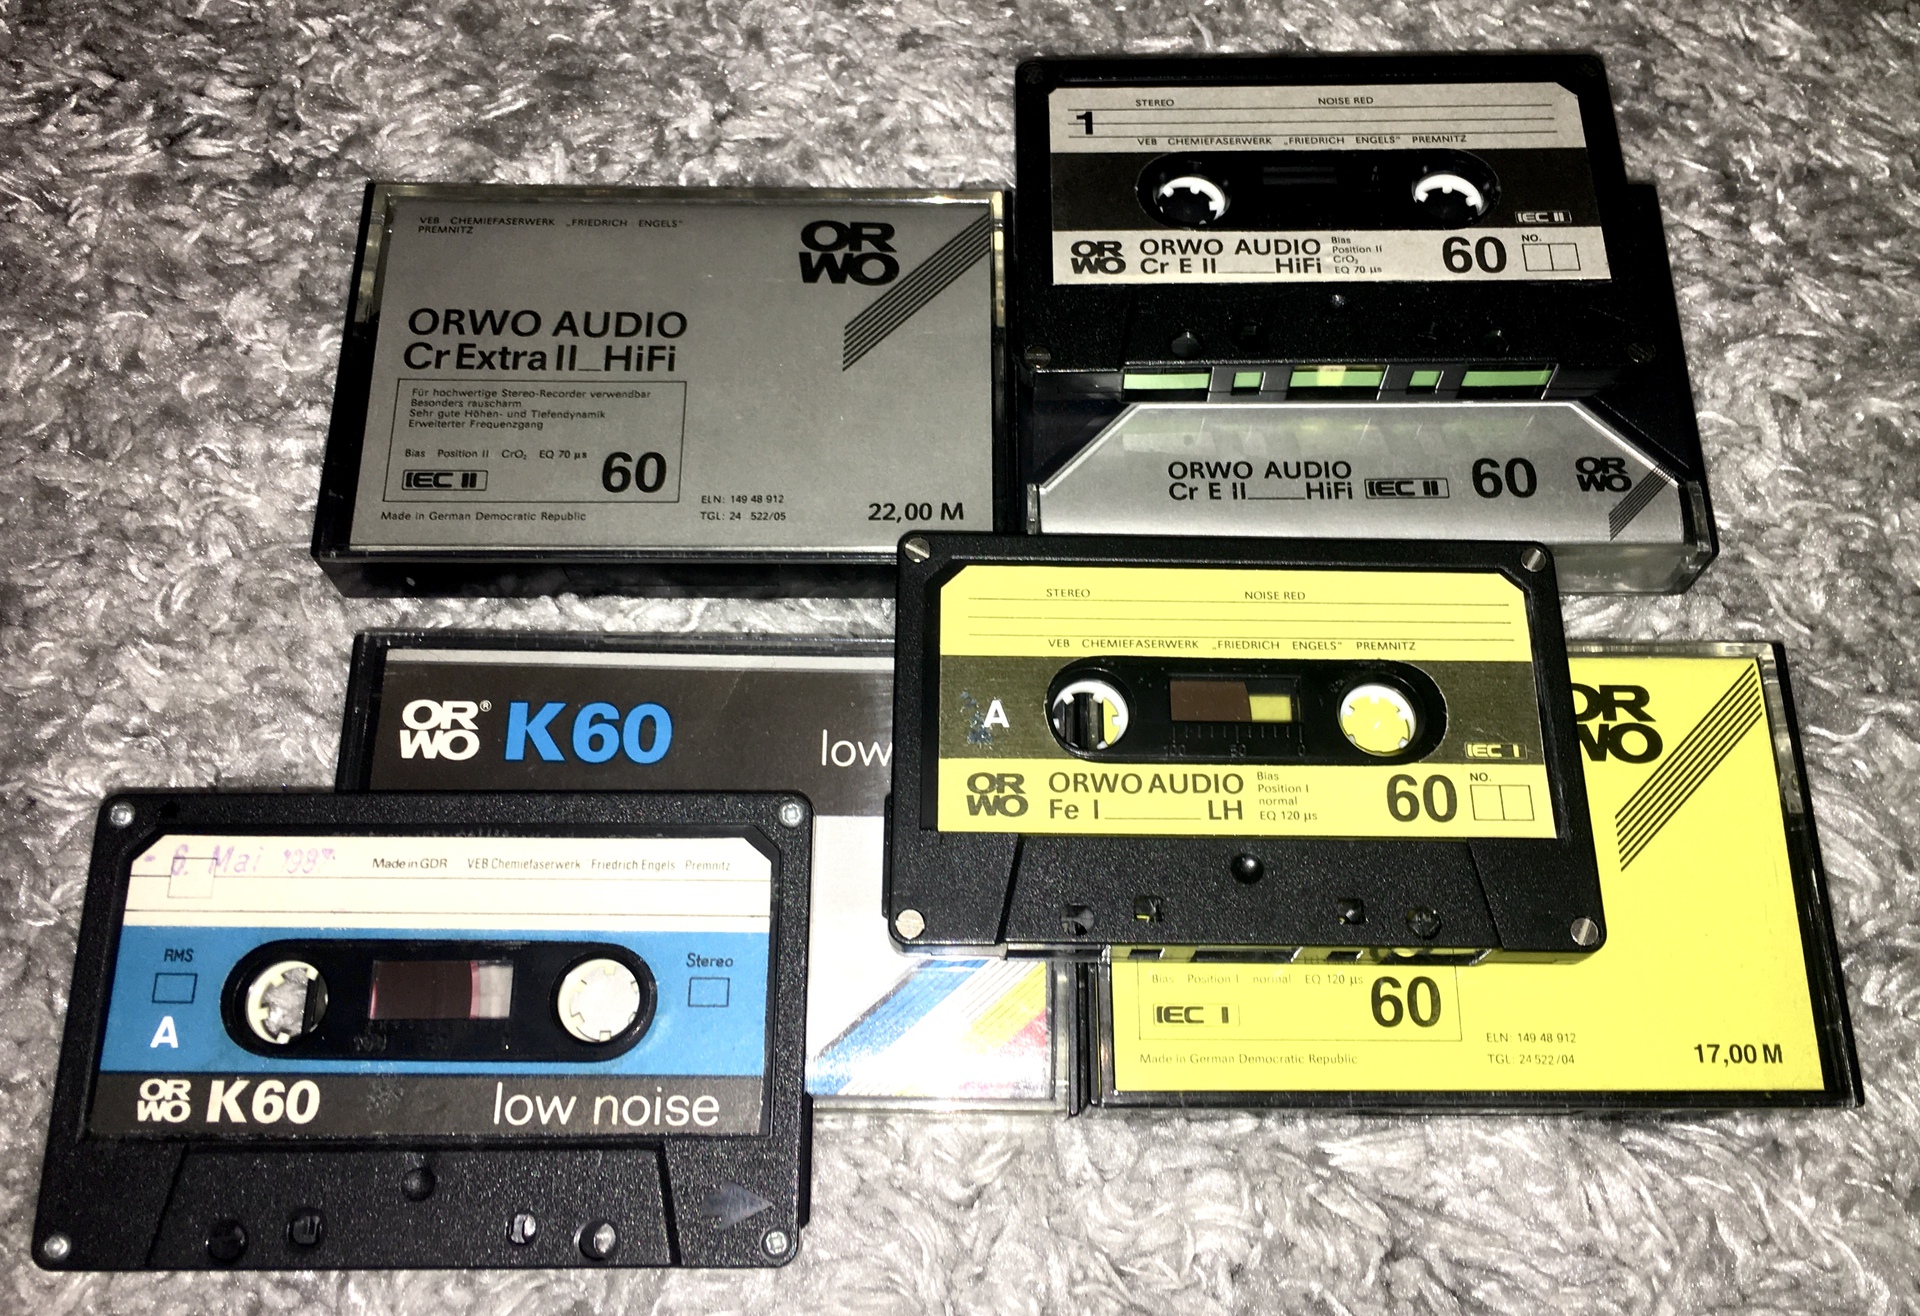 VEB CHEMIEFASERWERK „FRIEDRICH ENGELS"
PREMNITZ
OR
WO
ORWO AUDIO
Cr Extra II_HiFi
Für hochwertige Stereo-Recorder verwendbar
Besonders rauscharm
Sehr gute Höhen- und Tiefendynamik
Erweiterter Frequenzgang
Bias Position II CrO₂ EQ 70 µs
IEC II
60
Made in German Democratic Republic
ELN: 149 48 912
TGL: 24 522/05
22,00 M
STEREO NOISE RED
1
VEB CHEMIEFASERWERK „FRIEDRICH ENGELS" PREMNITZ
IEC II
OR
WO
ORWO AUDIO
Cr E II___HiFi
Bias
Position II
CrO₂
EQ 70 µs
60
NO.
ORWO AUDIO
Cr E II___HiFi
IEC II
60
OR
WO
OR
WO®
K60
low
STEREO NOISE RED
VEB CHEMIEFASERWERK „FRIEDRICH ENGELS" PREMNITZ
A
100 50 0
IEC I
OR
WO
ORWO AUDIO
Fe I______LH
Bias
Position I
normal
EQ 120 µs
60
NO.
OR
WO
Bias Position I normal EQ 120 µs
IEC I
60
Made in German Democratic Republic
ELN: 149 48 912
TGL: 24 522/04
17,00 M
6. Mai
Made in GDR VEB Chemiefaserwerk Friedrich Engels Premnitz
RMS
Stereo
A
OR
WO
K60
low noise